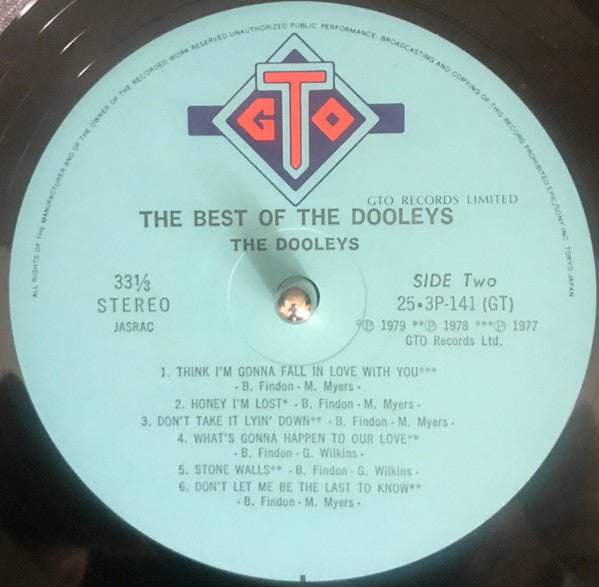 ALL RIGHTS OF THE MANUFACTURER AND OF THE OWNER OF THE RECORDED WORK RESERVED UNAUTHORIZED PUBLIC PERFORMANCE, BROADCASTING AND COPYING OF THIS RECORD PROHIBITED EPIC/SONY INC. TOKYO JAPAN
GTO
GTO RECORDS LIMITED
THE BEST OF THE DOOLEYS
THE DOOLEYS
33⅓
STEREO
JASRAC
SIDE Two
25・3P-141 (GT)
*Ⓟ 1979 **Ⓟ 1978 ***Ⓟ 1977
GTO Records Ltd.
1. THINK I'M GONNA FALL IN LOVE WITH YOU***
- B. Findon - M. Myers -
2. HONEY I'M LOST* - B. Findon - M. Myers -
3. DON'T TAKE IT LYIN' DOWN** - B. Findon - M. Myers -
4. WHAT'S GONNA HAPPEN TO OUR LOVE**
- B. Findon - G. Wilkins -
5. STONE WALLS** - B. Findon - G. Wilkins -
6. DON'T LET ME BE THE LAST TO KNOW**
- B. Findon - M. Myers -